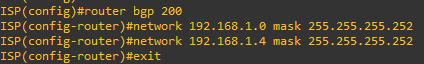 ISP(config)#router bgp 200
ISP(config-router)#network 192.168.1.0 mask 255.255.255.252
ISP(config-router)#network 192.168.1.4 mask 255.255.255.252
ISP(config-router)#exit